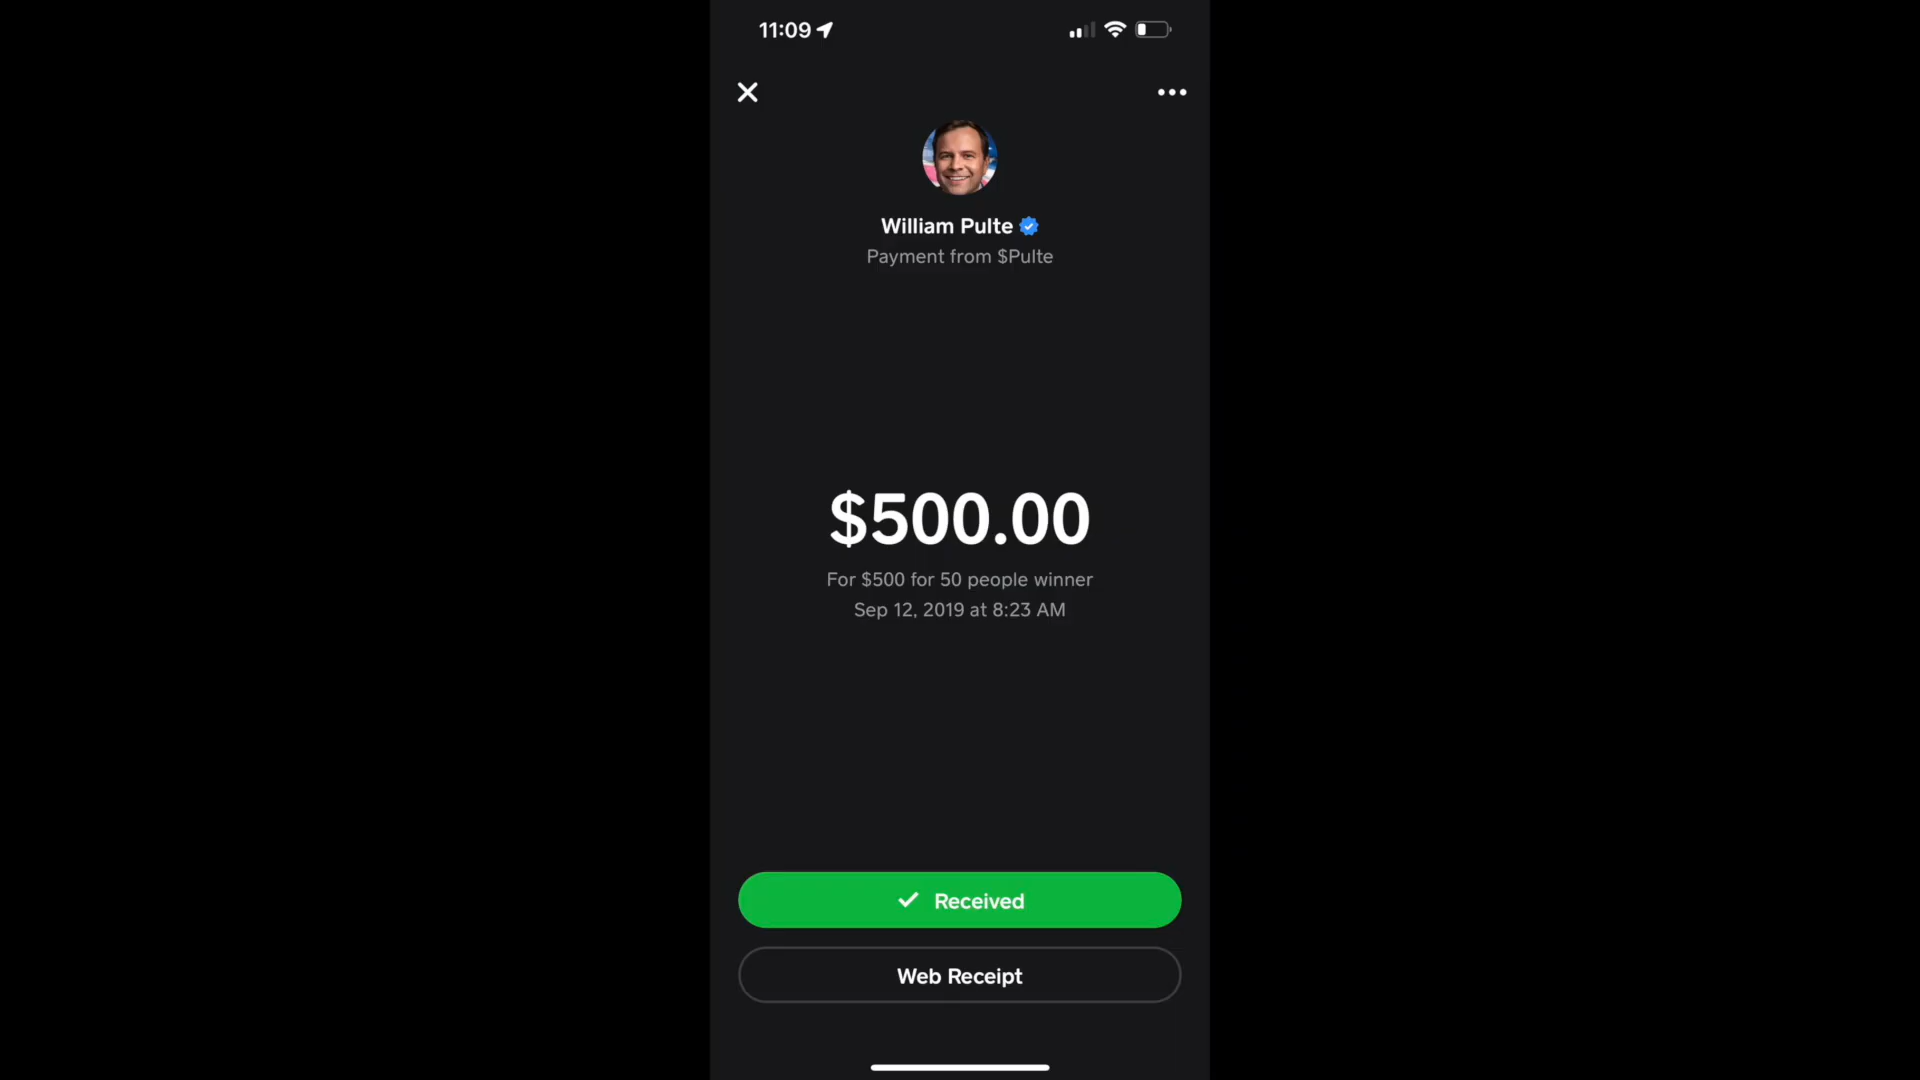 11:09
William Pulte
Payment from $Pulte
$500.00
For $500 for 50 people winner
Sep 12, 2019 at 8:23 AM
Received
Web Receipt